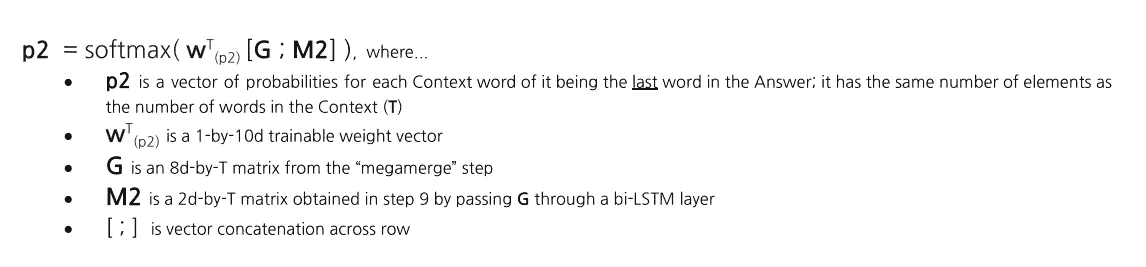 p2 = softmax( wᵀ(p2) [G ; M2] ), where...
• p2 is a vector of probabilities for each Context word of it being the last word in the Answer; it has the same number of elements as
the number of words in the Context (T)
• wᵀ(p2) is a 1-by-10d trainable weight vector
• G is an 8d-by-T matrix from the “megamerge” step
• M2 is a 2d-by-T matrix obtained in step 9 by passing G through a bi-LSTM layer
• [ ; ] is vector concatenation across row